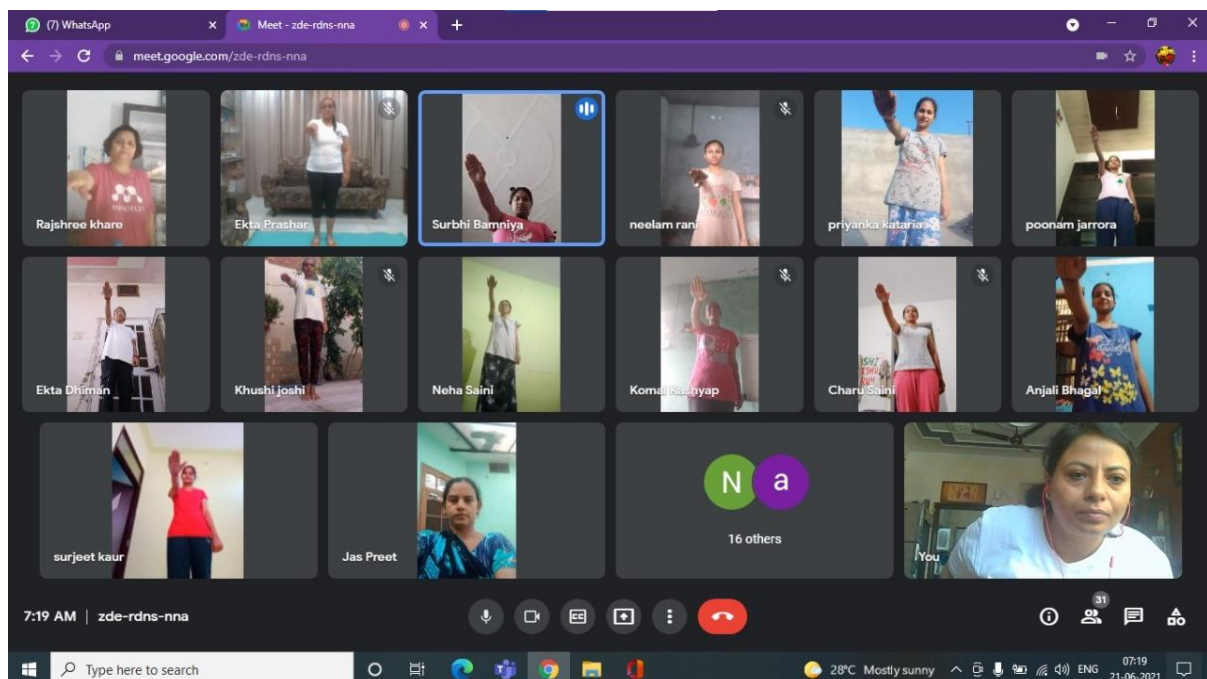 (7) WhatsApp
Meet - zde-rdns-nna
meet.google.com/zde-rdns-nna
Rajshree khare
Ekta Prashar
Surbhi Bamniya
neelam rani
priyanka kataria
poonam jarrora
Ekta Dhiman
Khushi joshi
Neha Saini
Komal Kashyap
Charu Saini
Anjali Bhagal
surjeet kaur
Jas Preet
N a
16 others
You
7:19 AM | zde-rdns-nna
CC
31
Type here to search
28°C Mostly sunny
ENG
07:19
21-06-2021